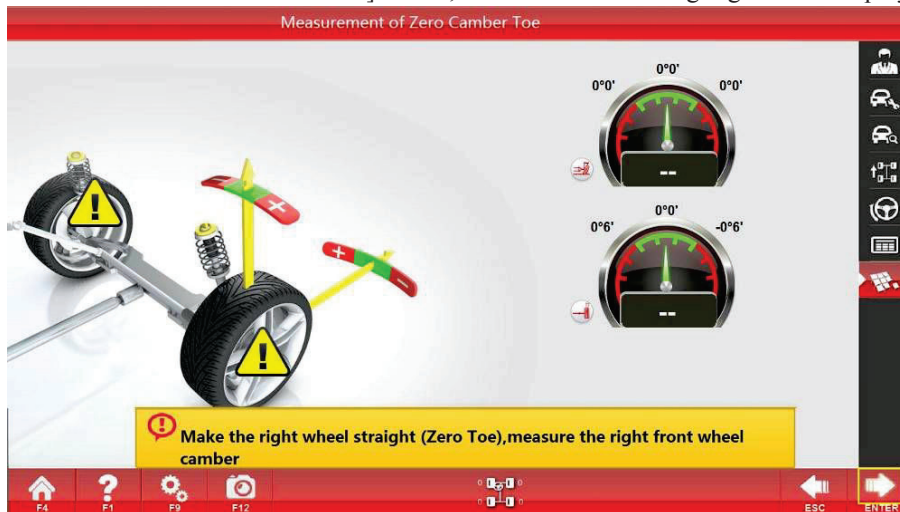 Measurement of Zero Camber Toe
0°0'
0°0'
0°0'
--
0°0'
0°6'
-0°6'
--
+
+
-
!
!
Make the right wheel straight (Zero Toe),measure the right front wheel
camber
F4
?
F1
F9
F12
ESC
ENTER